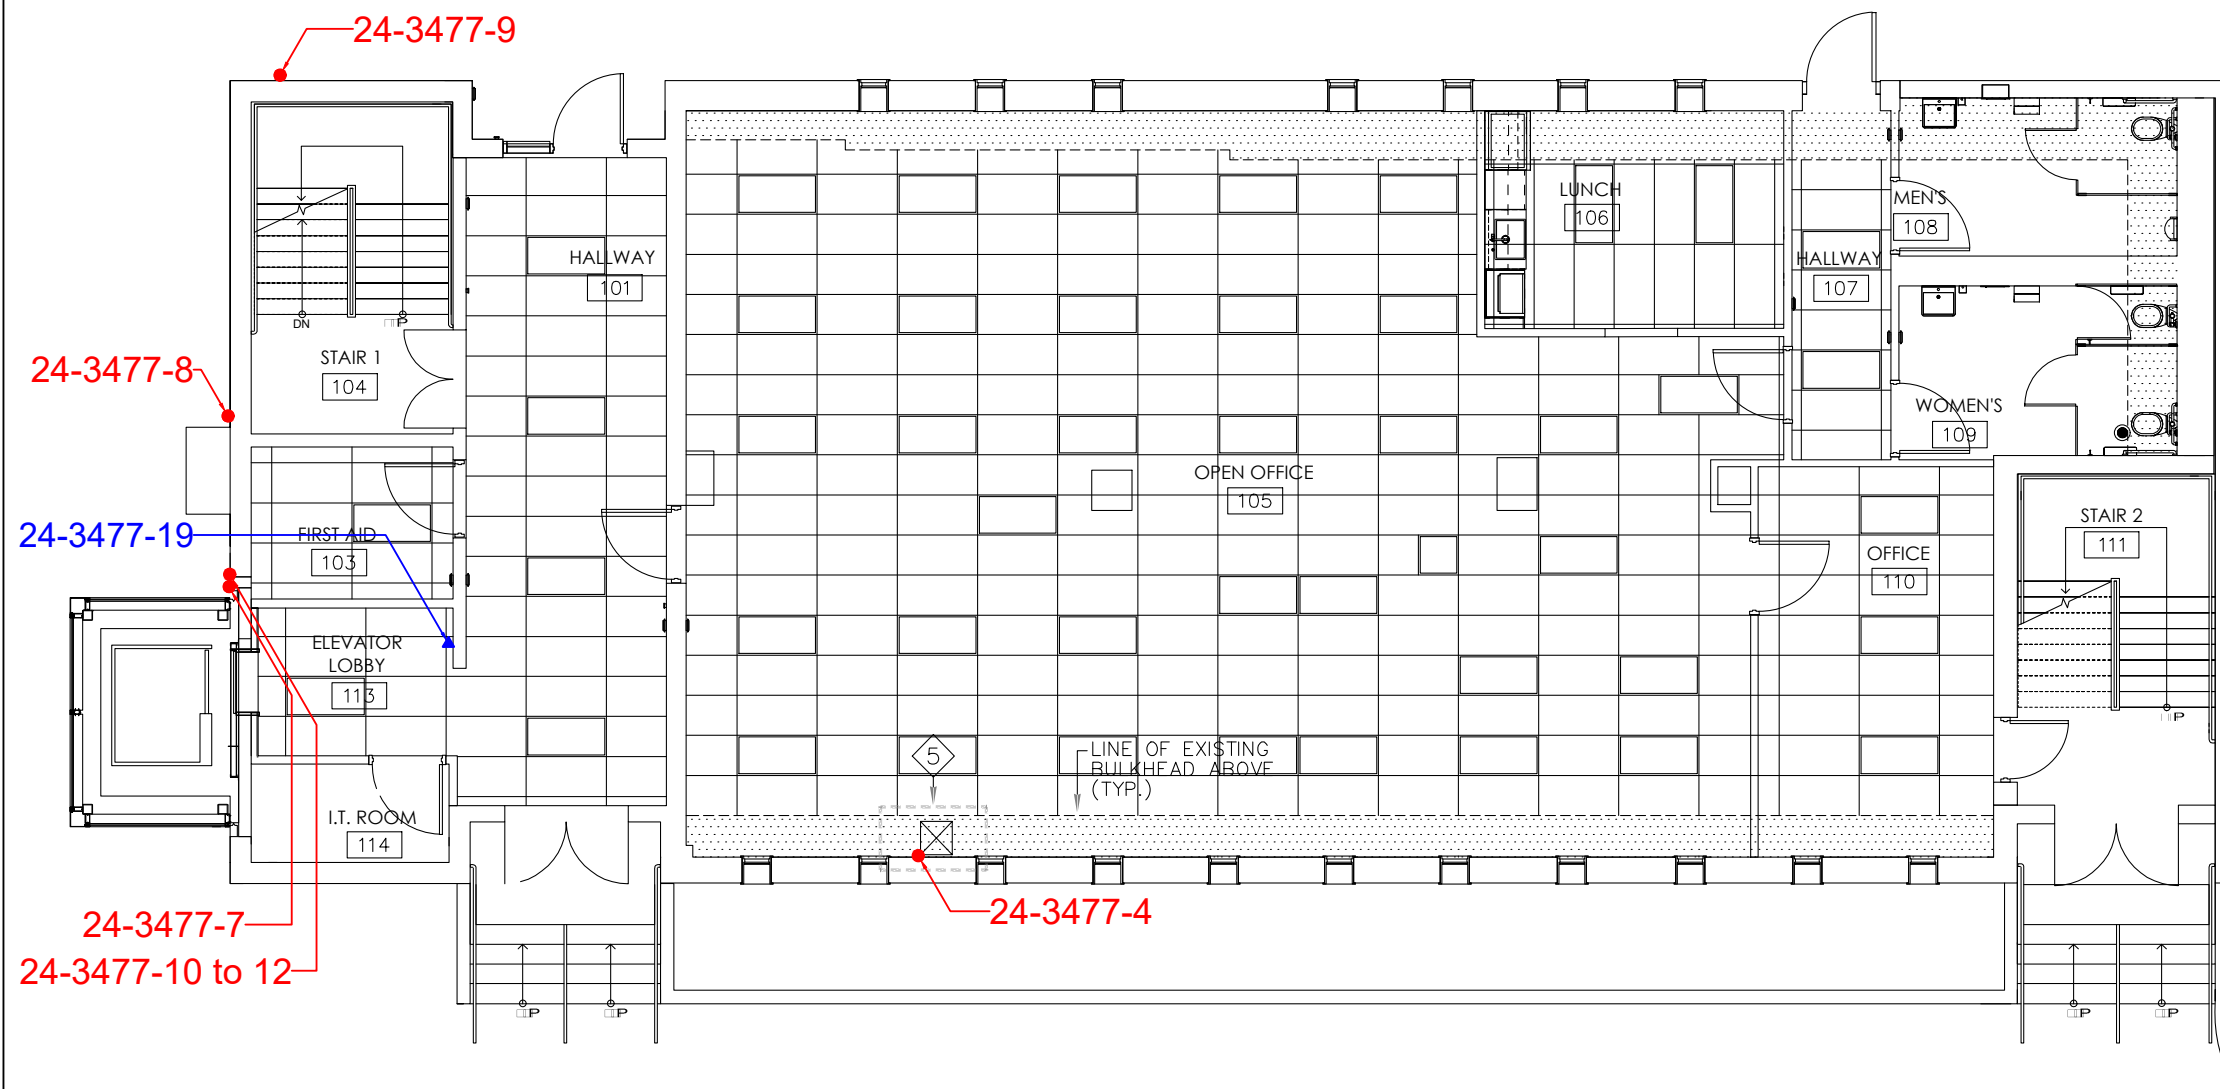 24-3477-9
LUNCH
106
MEN'S
108
HALLWAY
101
HALLWAY
107
DN
STAIR 1
104
24-3477-8
WOMEN'S
109
OPEN OFFICE
105
STAIR 2
111
24-3477-19
FIRST AID
103
OFFICE
110
ELEVATOR
LOBBY
113
5
LINE OF EXISTING
BULKHEAD ABOVE
(TYP.)
I.T. ROOM
114
24-3477-7
24-3477-4
24-3477-10 to 12